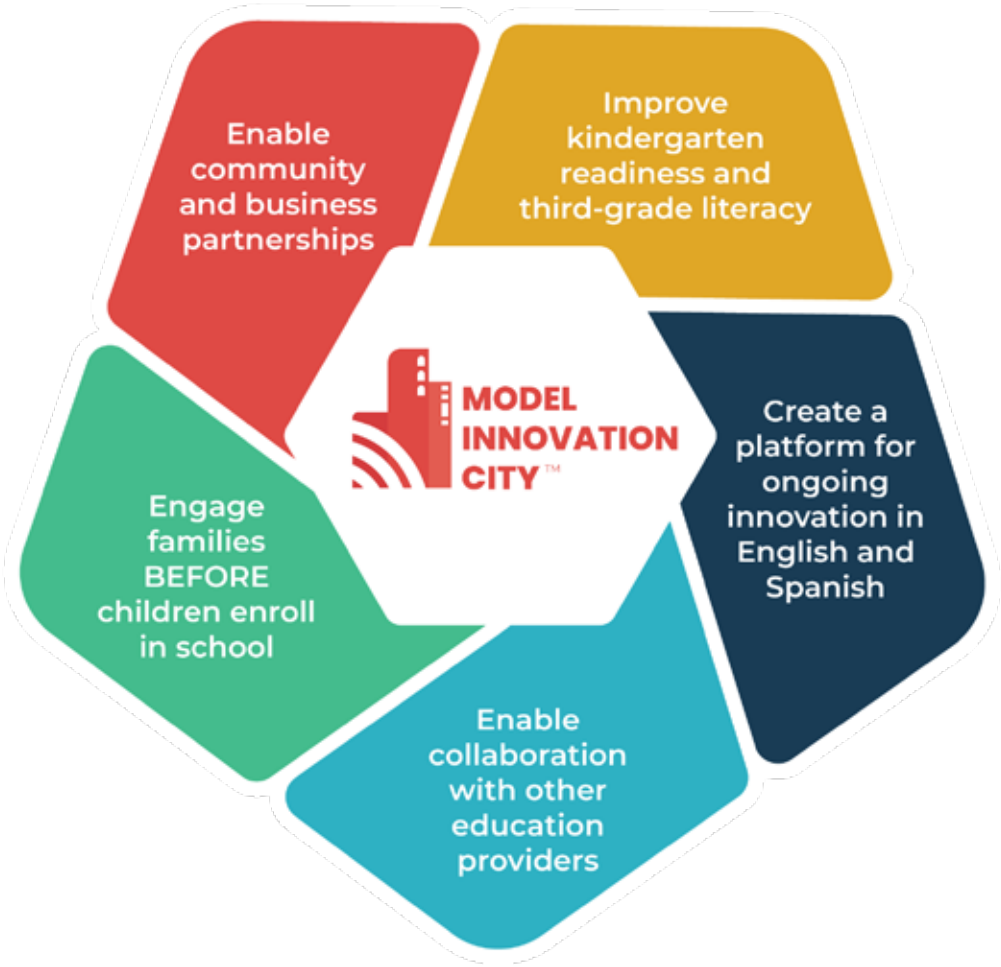 Enable
community
and business
partnerships
Improve
kindergarten
readiness and
third-grade literacy
MODEL
INNOVATION
CITY™
Create a
platform for
ongoing
innovation in
English and
Spanish
Engage
families
BEFORE
children enroll
in school
Enable
collaboration
with other
education
providers